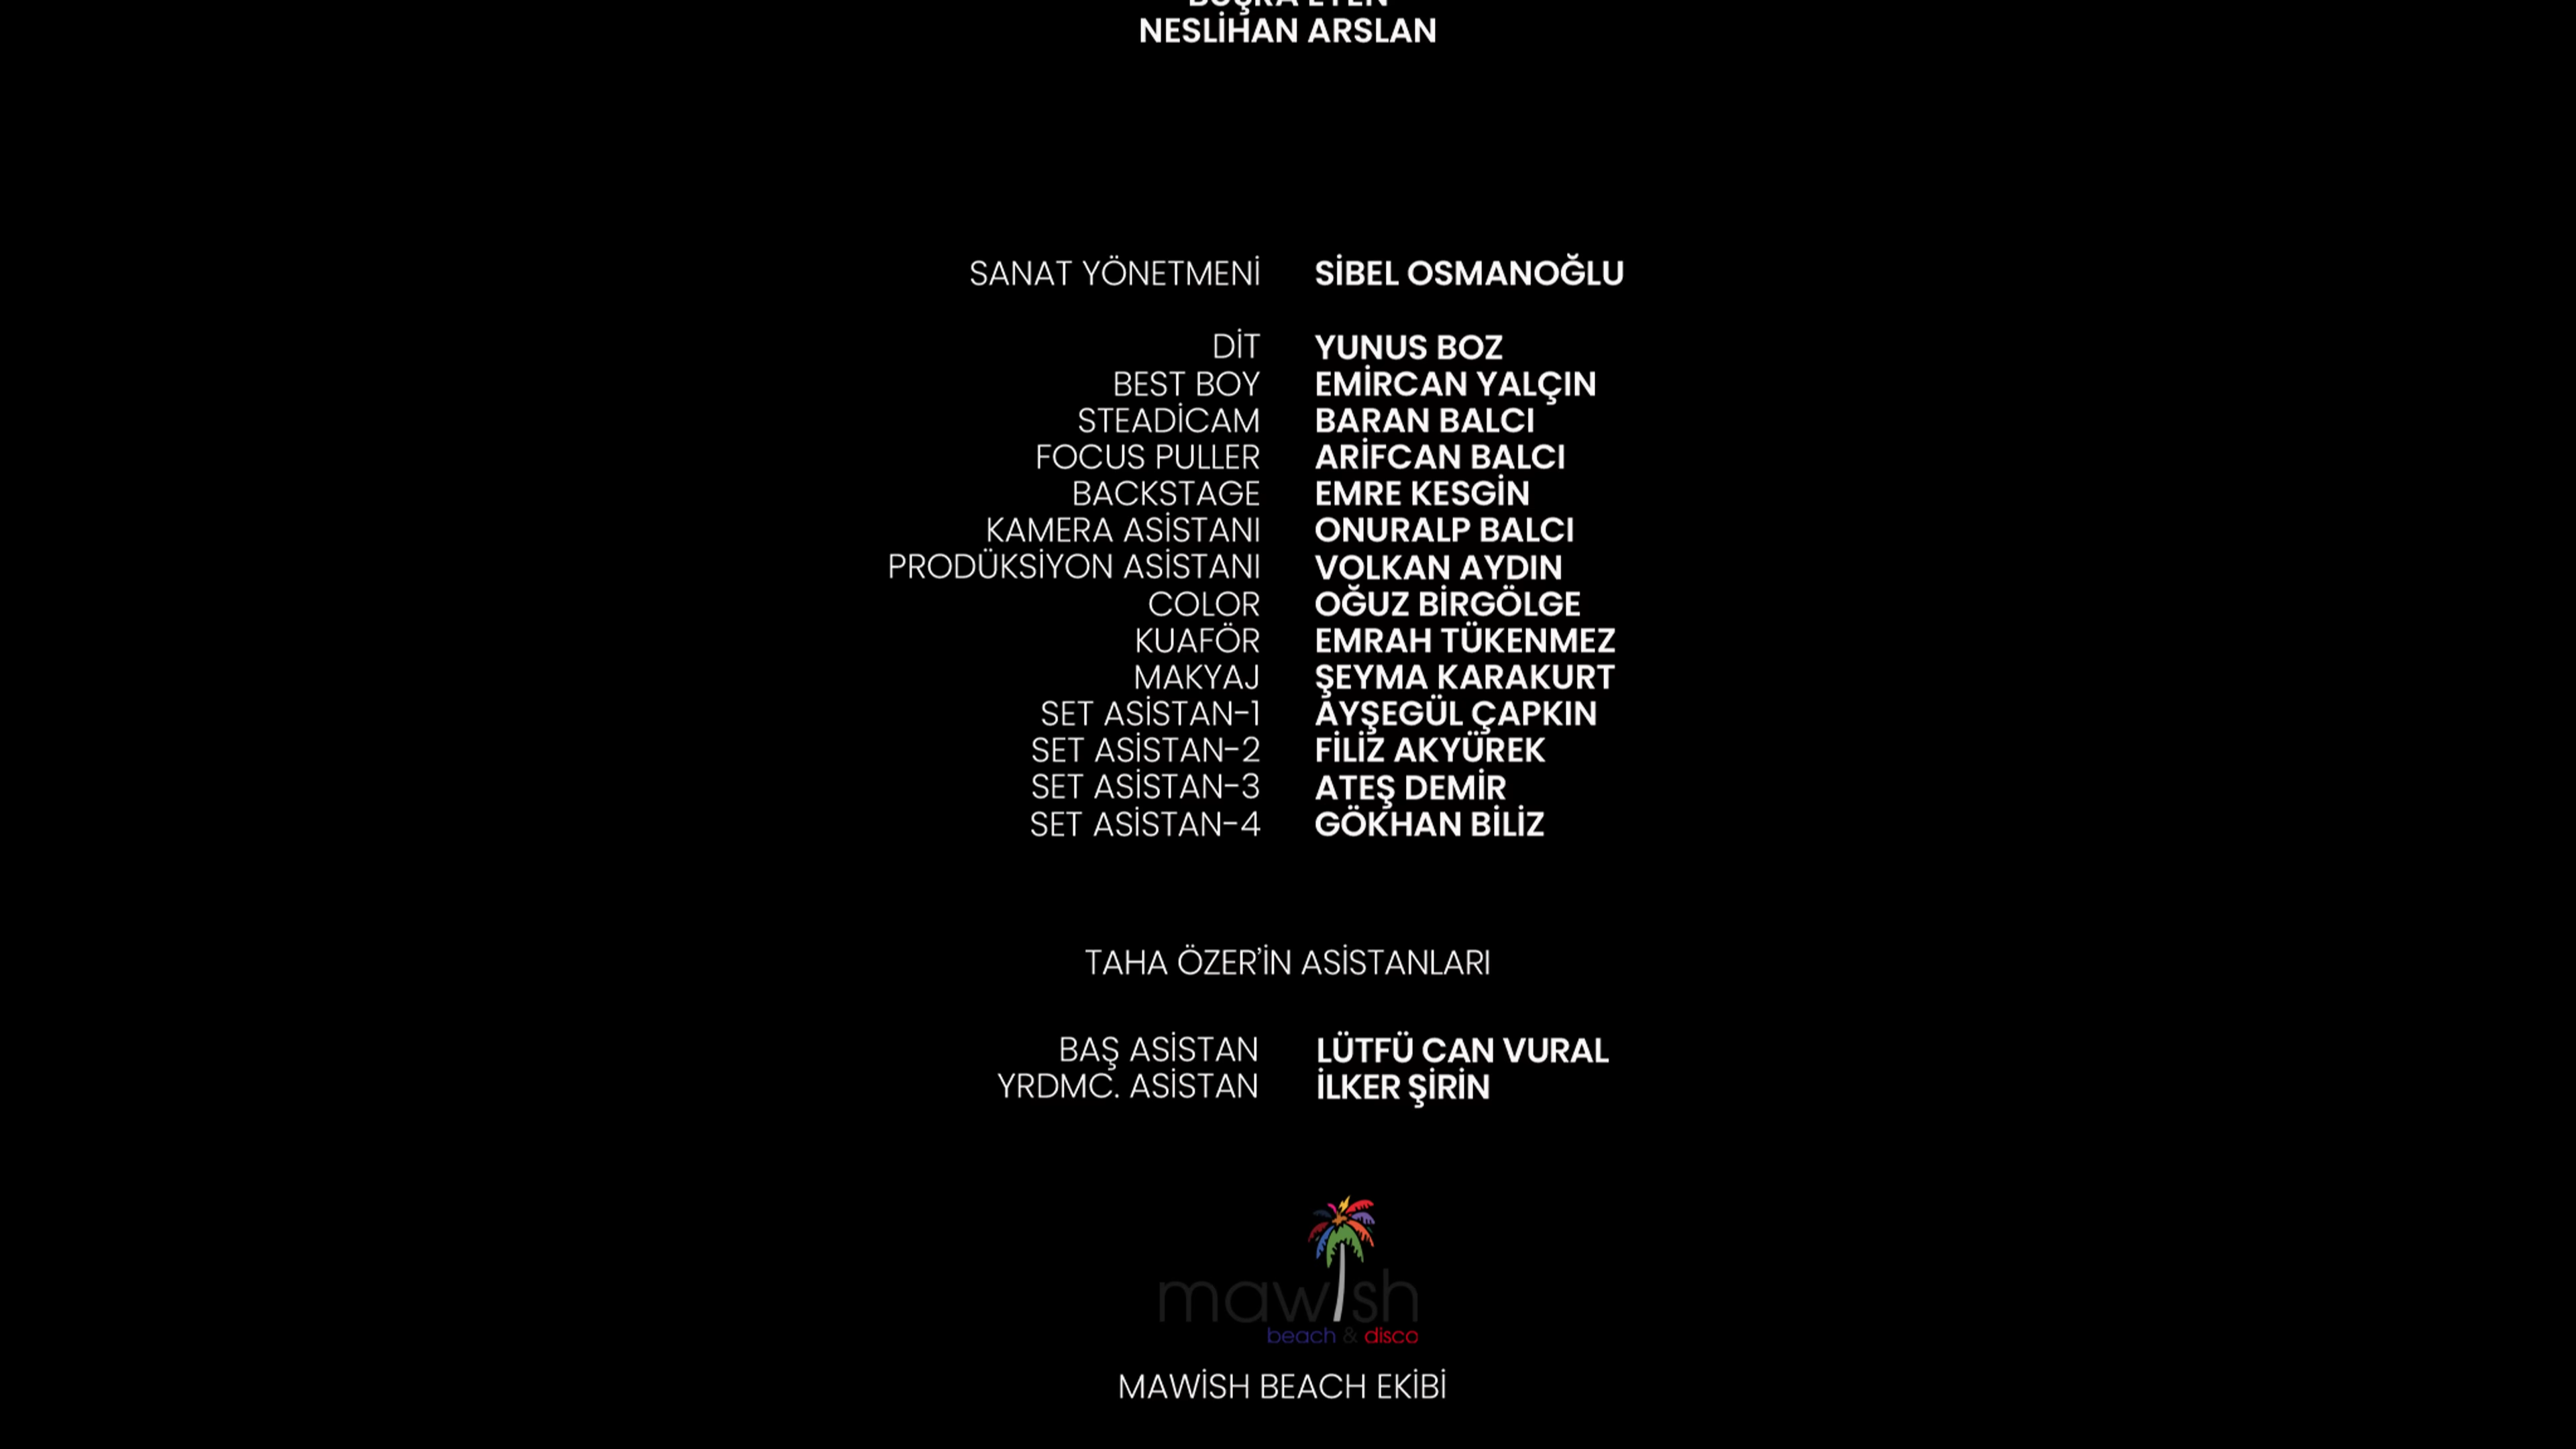 NESLİHAN ARSLAN
SANAT YÖNETMENİ SİBEL OSMANOĞLU
DİT YUNUS BOZ
BEST BOY EMİRCAN YALÇIN
STEADİCAM BARAN BALCI
FOCUS PULLER ARİFCAN BALCI
BACKSTAGE EMRE KESGİN
KAMERA ASİSTANI ONURALP BALCI
PRODÜKSİYON ASİSTANI VOLKAN AYDIN
COLOR OĞUZ BİRGÖLGE
KUAFÖR EMRAH TÜKENMEZ
MAKYAJ ŞEYMA KARAKURT
SET ASİSTAN-1 AYŞEGÜL ÇAPKIN
SET ASİSTAN-2 FİLİZ AKYÜREK
SET ASİSTAN-3 ATEŞ DEMİR
SET ASİSTAN-4 GÖKHAN BİLİZ
TAHA ÖZER’İN ASİSTANLARI
BAŞ ASİSTAN LÜTFÜ CAN VURAL
YRDMC. ASİSTAN İLKER ŞİRİN
mawish
beach & disco
MAWİSH BEACH EKİBİ